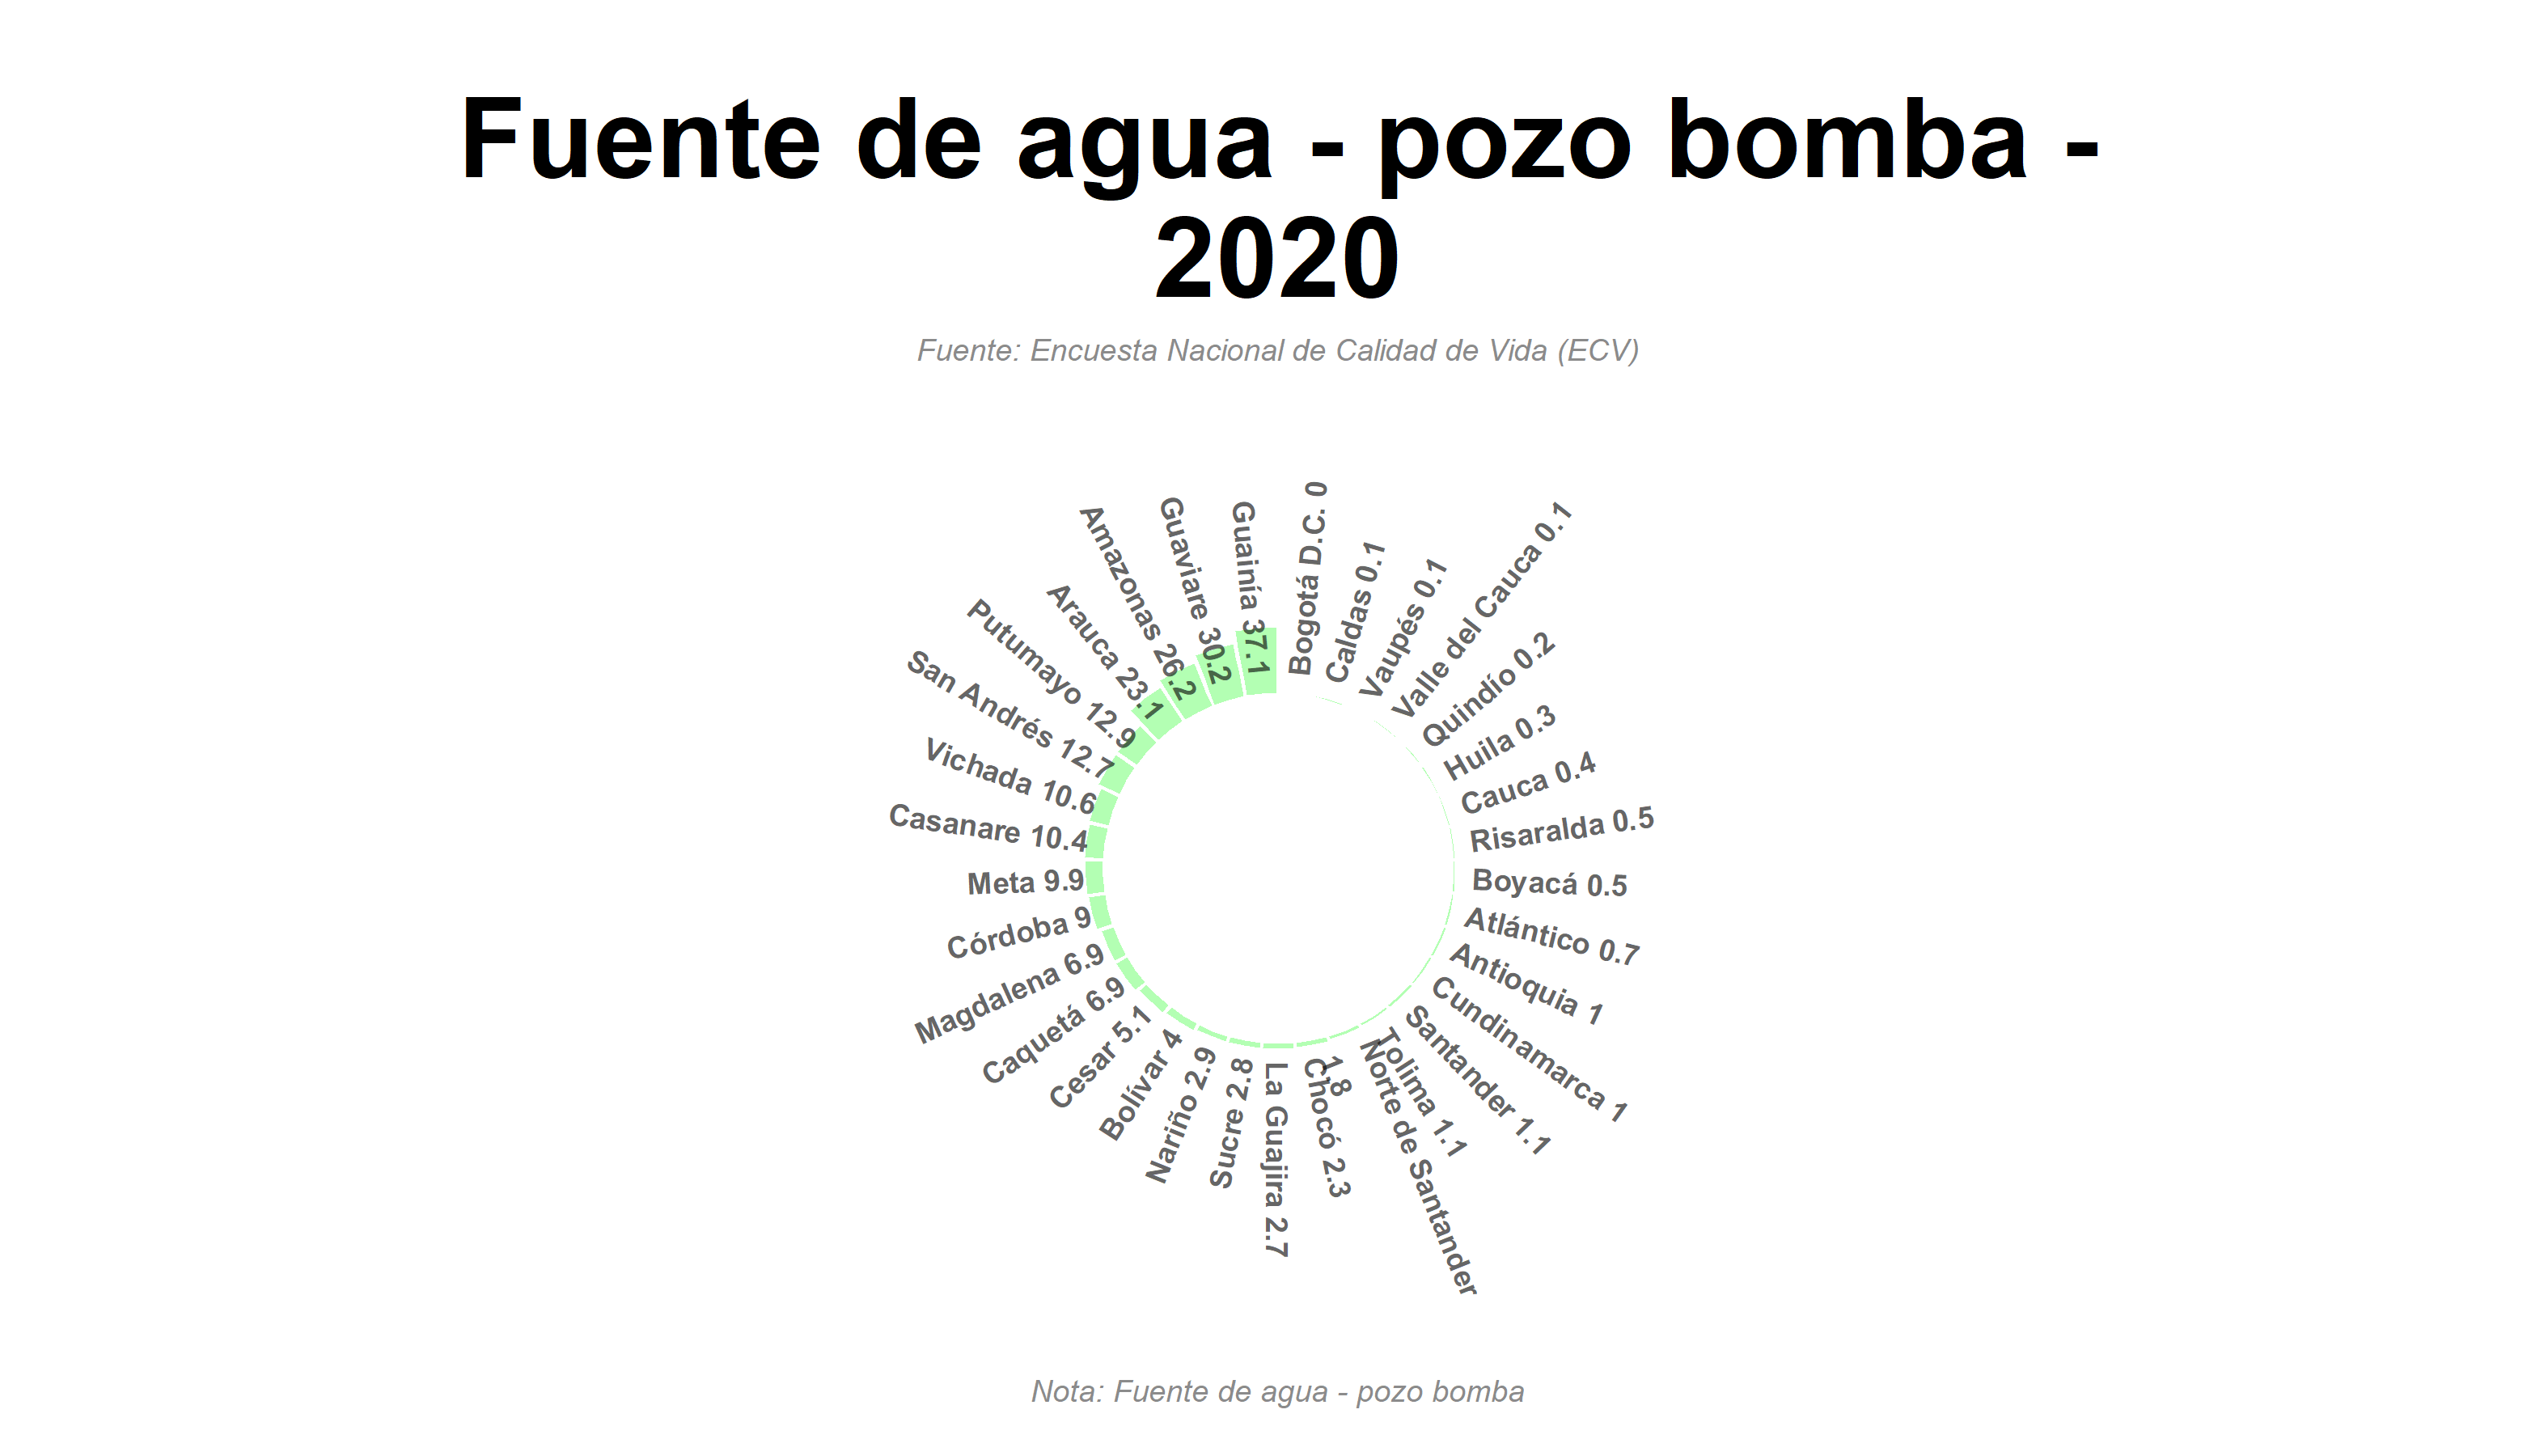 Fuente de agua - pozo bomba -
2020
Fuente: Encuesta Nacional de Calidad de Vida (ECV)
Bogotá D.C. 0
Caldas 0.1
Vaupés 0.1
Valle del Cauca 0.1
Quindío 0.2
Huila 0.3
Cauca 0.4
Risaralda 0.5
Boyacá 0.5
Atlántico 0.7
Antioquia 1
Cundinamarca 1
Santander 1.1
Tolima 1.1
Norte de Santander
1.8
Chocó 2.3
La Guajira 2.7
Sucre 2.8
Nariño 2.9
Bolívar 4
Cesar 5.1
Caquetá 6.9
Magdalena 6.9
Córdoba 9
Meta 9.9
Casanare 10.4
Vichada 10.6
San Andrés 12.7
Putumayo 12.9
Arauca 23.1
Amazonas 26.2
Guaviare 30.2
Guainía 37.1
Nota: Fuente de agua - pozo bomba